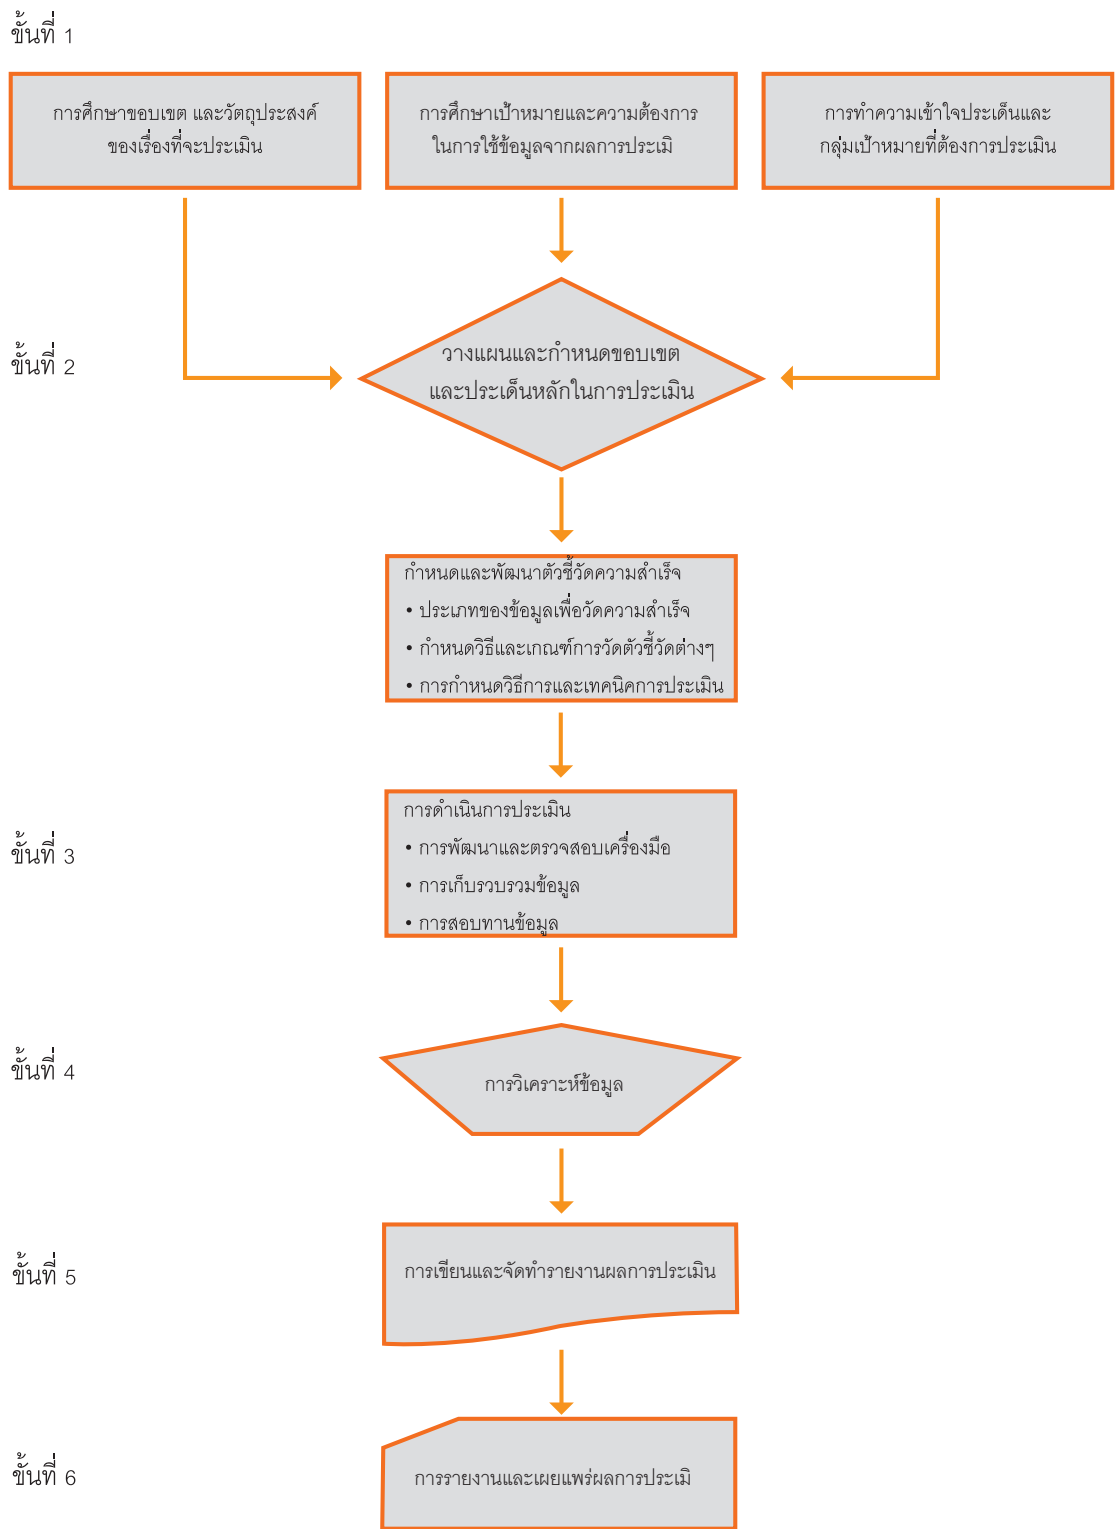 ขั้นที่ 1
การศึกษาขอบเขต และวัตถุประสงค์
ของเรื่องที่จะประเมิน
การศึกษาเป้าหมายและความต้องการ
ในการใช้ข้อมูลจากผลการประเมิ
การทำความเข้าใจประเด็นและ
กลุ่มเป้าหมายที่ต้องการประเมิน
ขั้นที่ 2
วางแผนและกำหนดขอบเขต
และประเด็นหลักในการประเมิน
กำหนดและพัฒนาตัวชี้วัดความสำเร็จ
• ประเภทของข้อมูลเพื่อวัดความสำเร็จ
• กำหนดวิธีและเกณฑ์การวัดตัวชี้วัดต่างๆ
• การกำหนดวิธีการและเทคนิคการประเมิน
ขั้นที่ 3
การดำเนินการประเมิน
• การพัฒนาและตรวจสอบเครื่องมือ
• การเก็บรวบรวมข้อมูล
• การสอบทานข้อมูล
ขั้นที่ 4
การวิเคราะห์ข้อมูล
ขั้นที่ 5
การเขียนและจัดทำรายงานผลการประเมิน
ขั้นที่ 6
การรายงานและเผยแพร่ผลการประเมิ